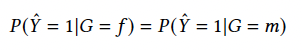 P(Ŷ = 1|G = f) = P(Ŷ = 1|G = m)